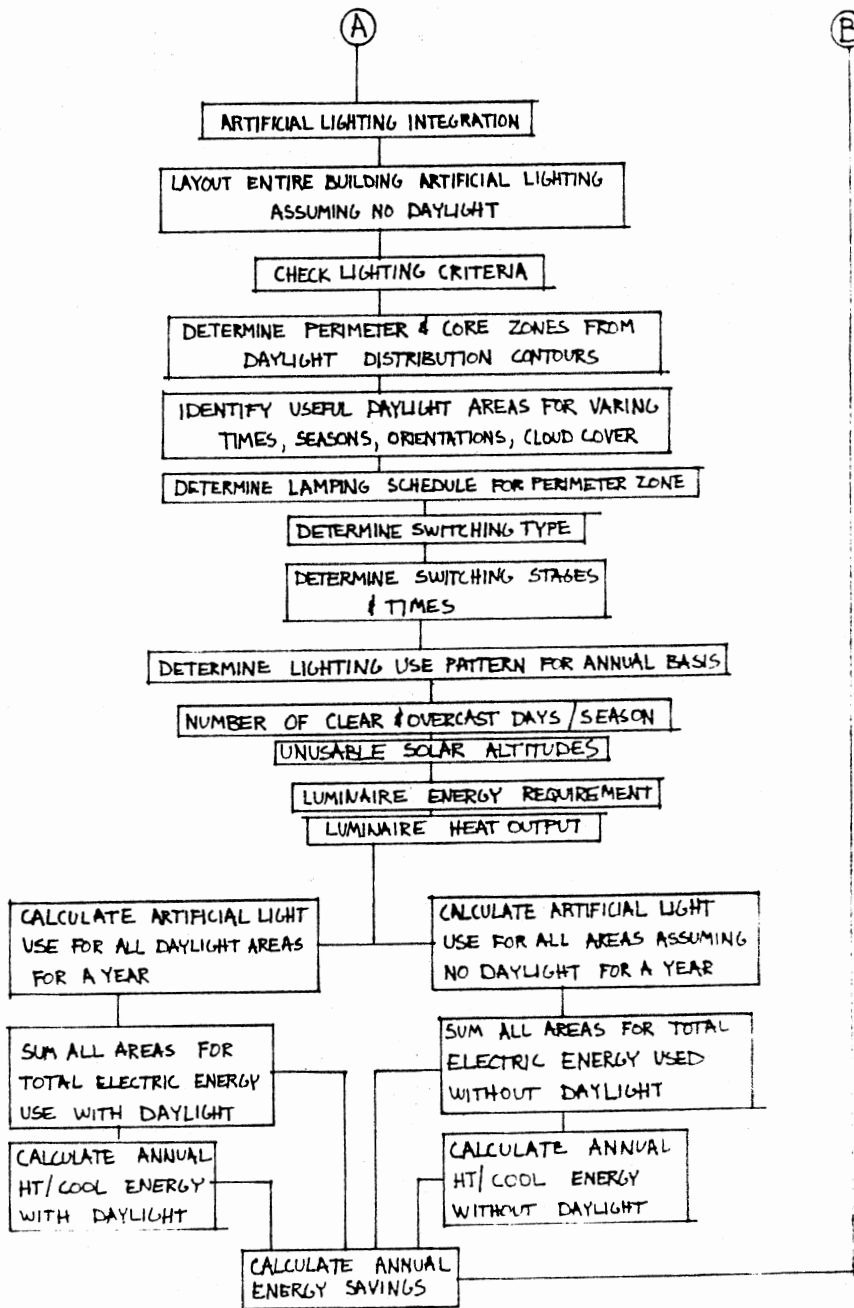 A
B
ARTIFICIAL LIGHTING INTEGRATION
LAYOUT ENTIRE BUILDING ARTIFICIAL LIGHTING
ASSUMING NO DAYLIGHT
CHECK LIGHTING CRITERIA
DETERMINE PERIMETER & CORE ZONES FROM
DAYLIGHT DISTRIBUTION CONTOURS
IDENTIFY USEFUL DAYLIGHT AREAS FOR VARING
TIMES, SEASONS, ORIENTATIONS, CLOUD COVER
DETERMINE LAMPING SCHEDULE FOR PERIMETER ZONE
DETERMINE SWITCHING TYPE
DETERMINE SWITCHING STAGES
& TIMES
DETERMINE LIGHTING USE PATTERN FOR ANNUAL BASIS
NUMBER OF CLEAR & OVERCAST DAYS / SEASON
UNUSABLE SOLAR ALTITUDES
LUMINAIRE ENERGY REQUIREMENT
LUMINAIRE HEAT OUTPUT
CALCULATE ARTIFICIAL LIGHT
USE FOR ALL DAYLIGHT AREAS
FOR A YEAR
CALCULATE ARTIFICIAL LIGHT
USE FOR ALL AREAS ASSUMING
NO DAYLIGHT FOR A YEAR
SUM ALL AREAS FOR
TOTAL ELECTRIC ENERGY
USE WITH DAYLIGHT
SUM ALL AREAS FOR TOTAL
ELECTRIC ENERGY USED
WITHOUT DAYLIGHT
CALCULATE ANNUAL
HT/COOL ENERGY
WITH DAYLIGHT
CALCULATE ANNUAL
HT/COOL ENERGY
WITHOUT DAYLIGHT
CALCULATE ANNUAL
ENERGY SAVINGS